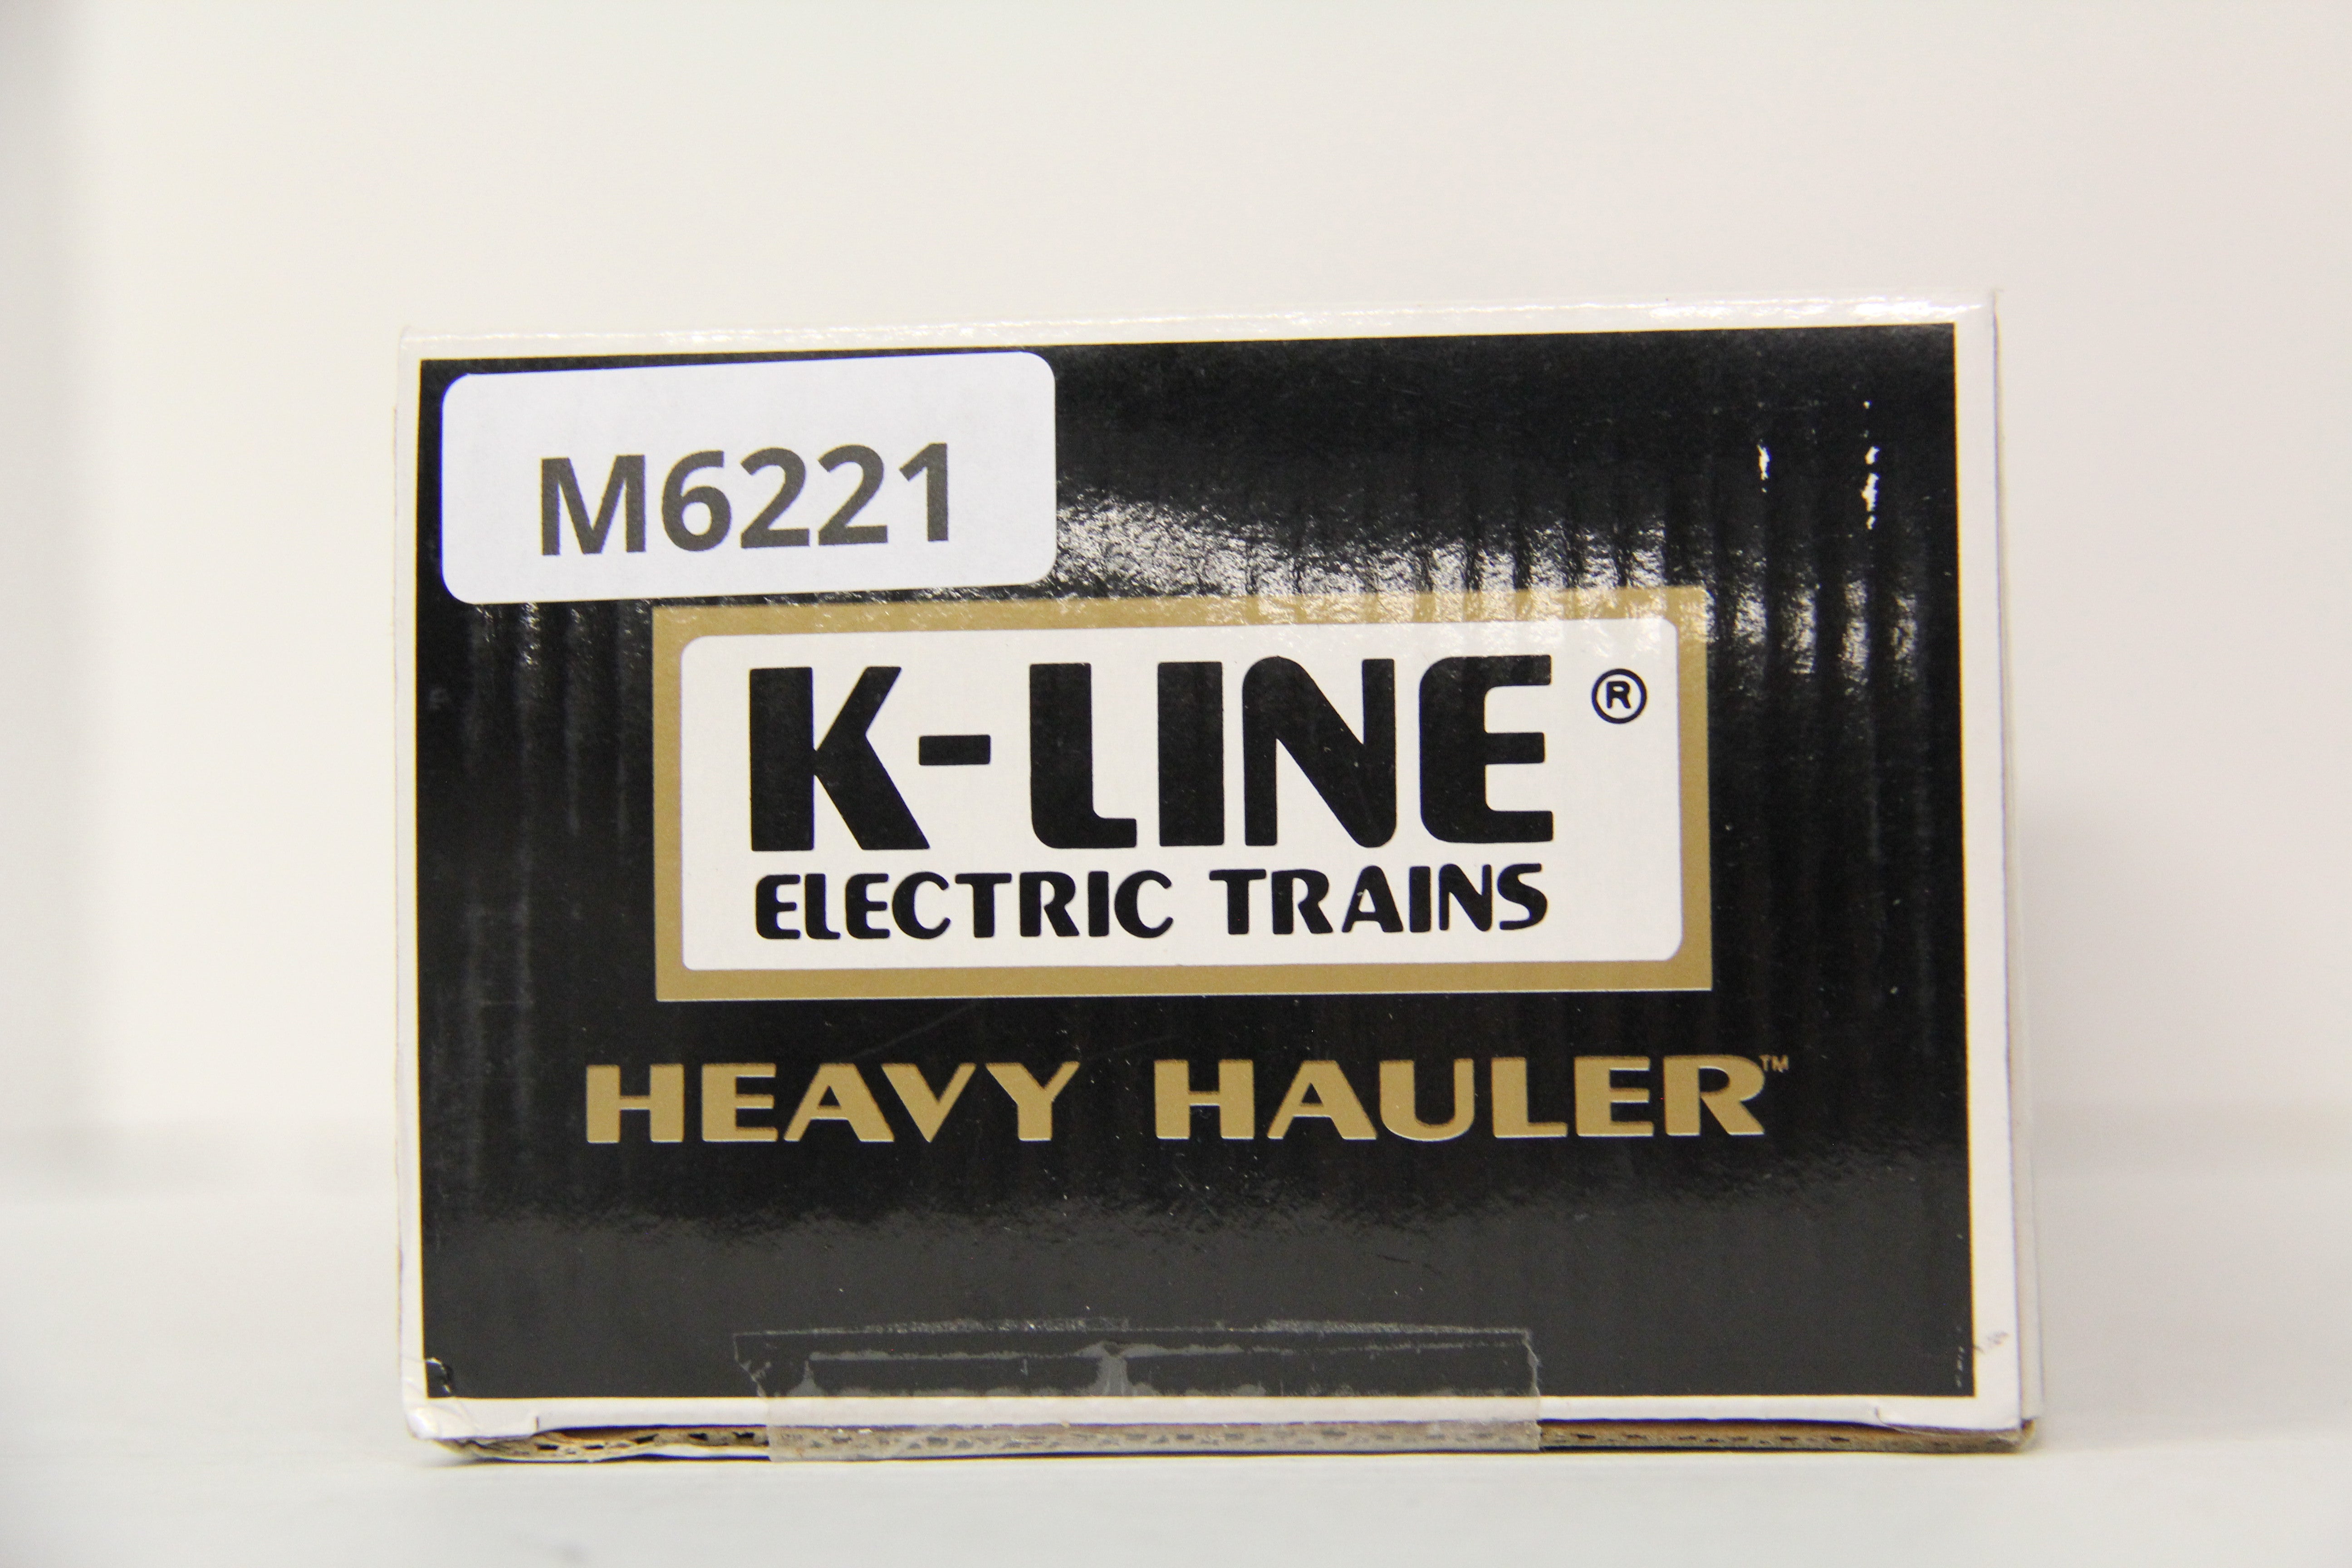 M6221
K-LINE®
ELECTRIC TRAINS
HEAVY HAULER™